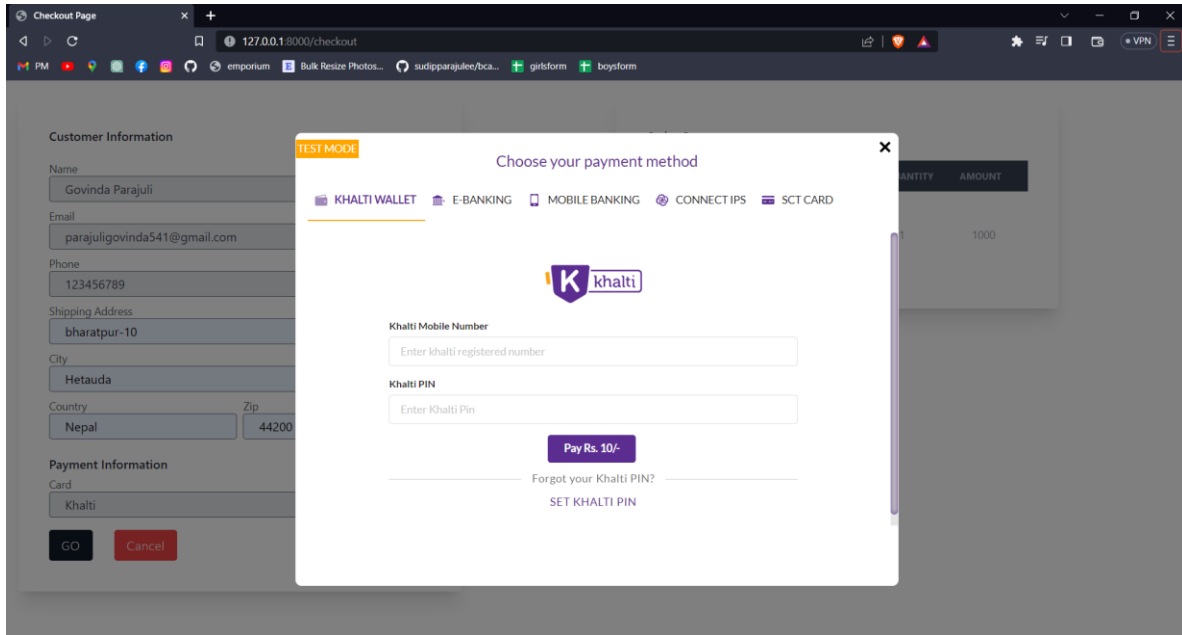 Checkout Page
127.0.0.1:8000/checkout
VPN
PM
emporium
Bulk Resize Photos...
sudipparajulee/bca...
girlsform
boysform
Customer Information
Name
Govinda Parajuli
Email
parajuligovinda541@gmail.com
Phone
123456789
Shipping Address
bharatpur-10
City
Hetauda
Country Zip
Nepal 44200
Payment Information
Card
Khalti
GO Cancel
TEST MODE
Choose your payment method
KHALTI WALLET E-BANKING MOBILE BANKING CONNECT IPS SCT CARD
K khalti
Khalti Mobile Number
Enter khalti registered number
Khalti PIN
Enter Khalti Pin
Pay Rs. 10/-
Forgot your Khalti PIN?
SET KHALTI PIN
AMOUNT
1000